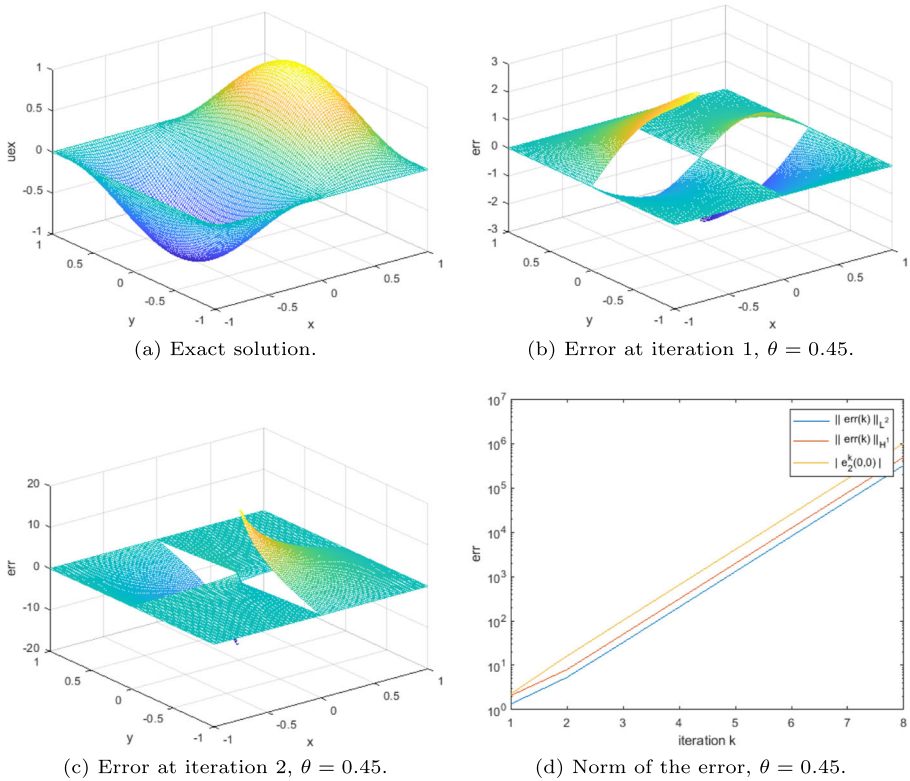 1
0.5
0
-0.5
-1
uex
1
0.5
0
-0.5
-1
y
-1
-0.5
0
0.5
1
x
(a) Exact solution.
3
2
1
0
-1
-2
-3
err
1
0.5
0
-0.5
-1
y
-1
-0.5
0
0.5
1
x
(b) Error at iteration 1, θ = 0.45.
20
10
0
-10
-20
err
1
0.5
0
-0.5
-1
y
-1
-0.5
0
0.5
1
x
(c) Error at iteration 2, θ = 0.45.
10^7
10^6
10^5
10^4
10^3
10^2
10^1
10^0
err
|| err(k) ||_{L^2}
|| err(k) ||_{H^1}
| e_2^k(0,0) |
1 2 3 4 5 6 7 8
iteration k
(d) Norm of the error, θ = 0.45.